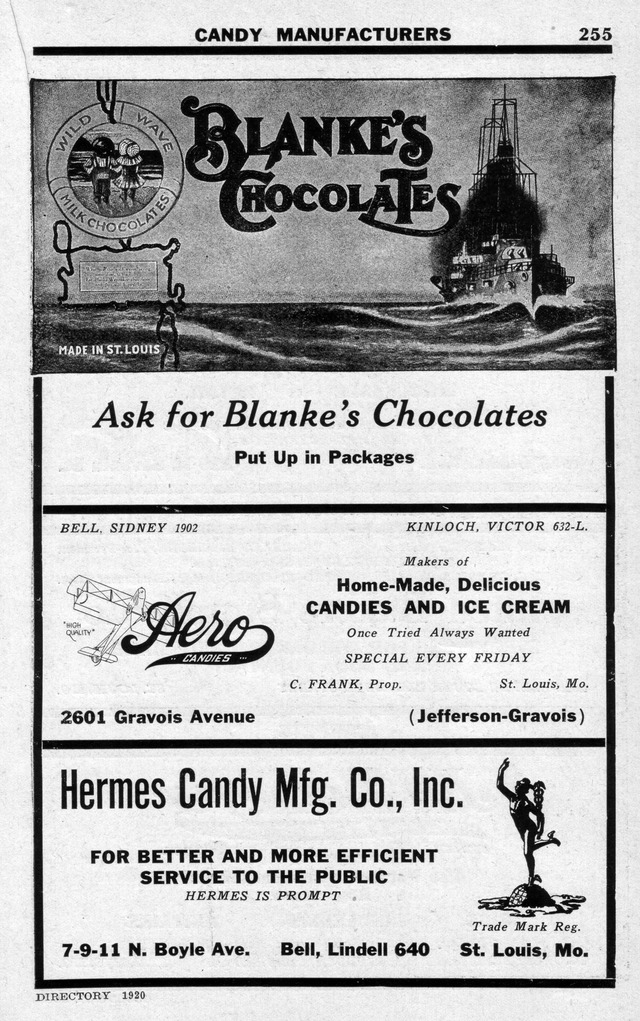 CANDY MANUFACTURERS 255
WILD WAVE
MILK CHOCOLATES
BLANKE'S
CHOCOLATES
MADE IN ST. LOUIS
Ask for Blanke's Chocolates
Put Up in Packages
BELL, SIDNEY 1902 KINLOCH, VICTOR 632-L.
"HIGH
QUALITY"
Aero
CANDIES
Makers of
Home-Made, Delicious
CANDIES AND ICE CREAM
Once Tried Always Wanted
SPECIAL EVERY FRIDAY
C. FRANK, Prop. St. Louis, Mo.
2601 Gravois Avenue (Jefferson-Gravois)
Hermes Candy Mfg. Co., Inc.
FOR BETTER AND MORE EFFICIENT
SERVICE TO THE PUBLIC
HERMES IS PROMPT
Trade Mark Reg.
7-9-11 N. Boyle Ave. Bell, Lindell 640 St. Louis, Mo.
DIRECTORY 1920